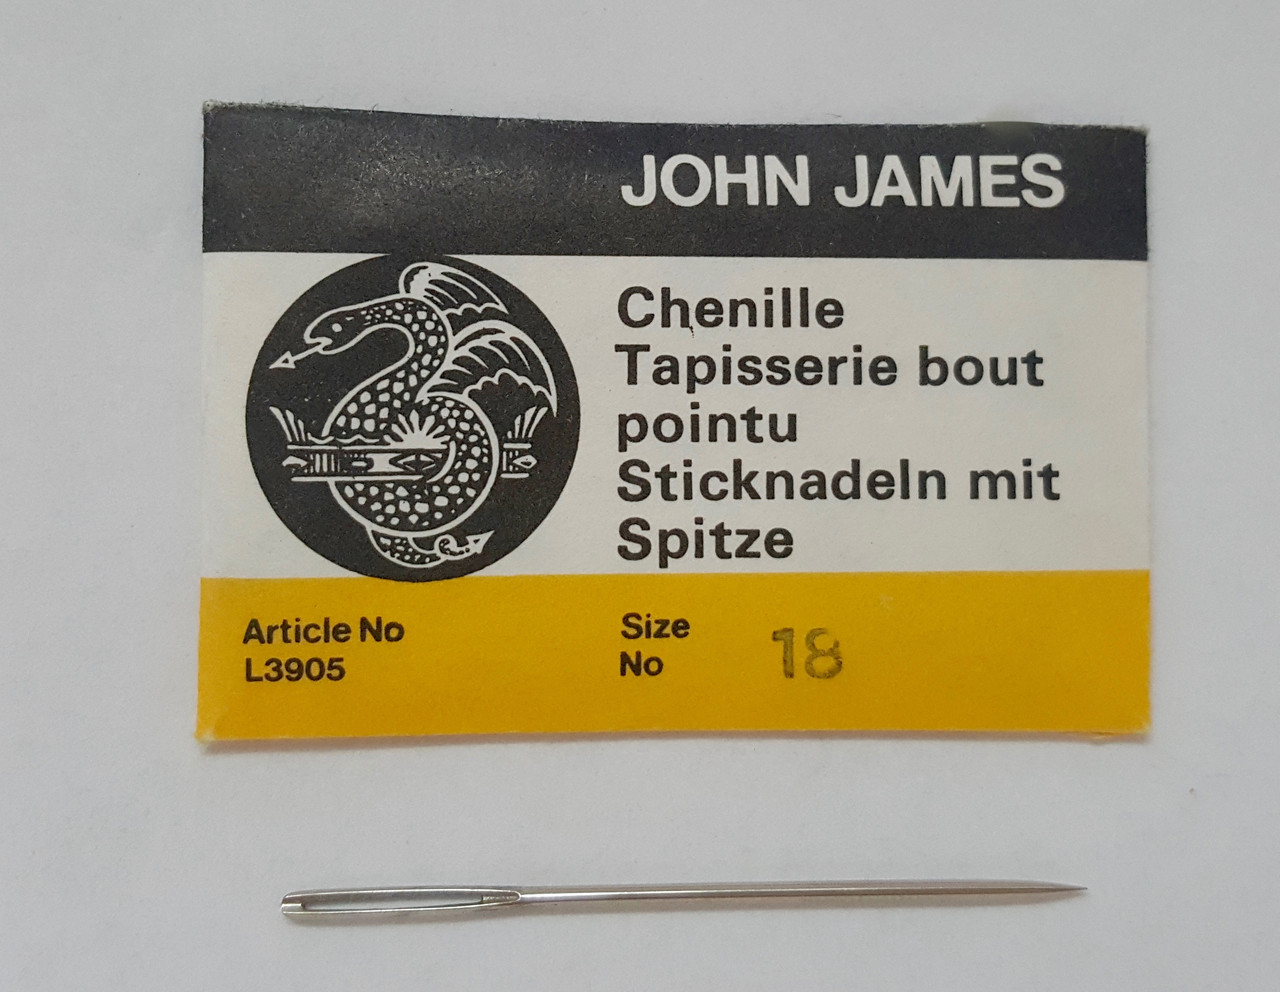 JOHN JAMES
Chenille
Tapisserie bout
pointu
Sticknadeln mit
Spitze
Article No
L3905
Size
No 18